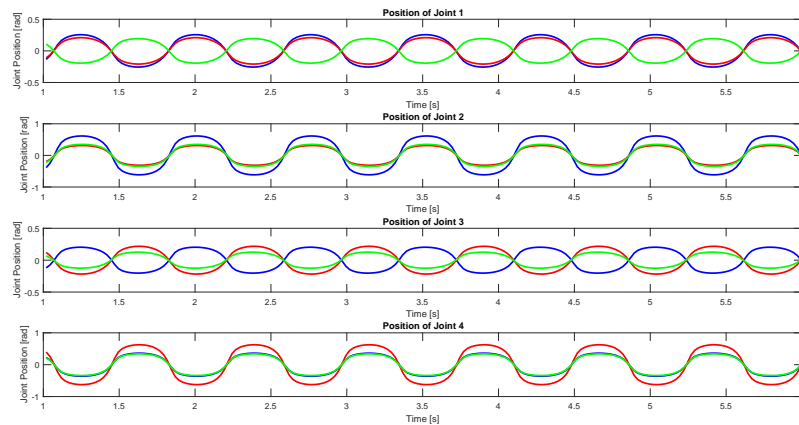 Position of Joint 1
Joint Position [rad]
0.5
0
-0.5
1 1.5 2 2.5 3 3.5 4 4.5 5 5.5
Time [s]
Position of Joint 2
Joint Position [rad]
1
0
-1
1 1.5 2 2.5 3 3.5 4 4.5 5 5.5
Time [s]
Position of Joint 3
Joint Position [rad]
0.5
0
-0.5
1 1.5 2 2.5 3 3.5 4 4.5 5 5.5
Time [s]
Position of Joint 4
Joint Position [rad]
1
0
-1
1 1.5 2 2.5 3 3.5 4 4.5 5 5.5
Time [s]